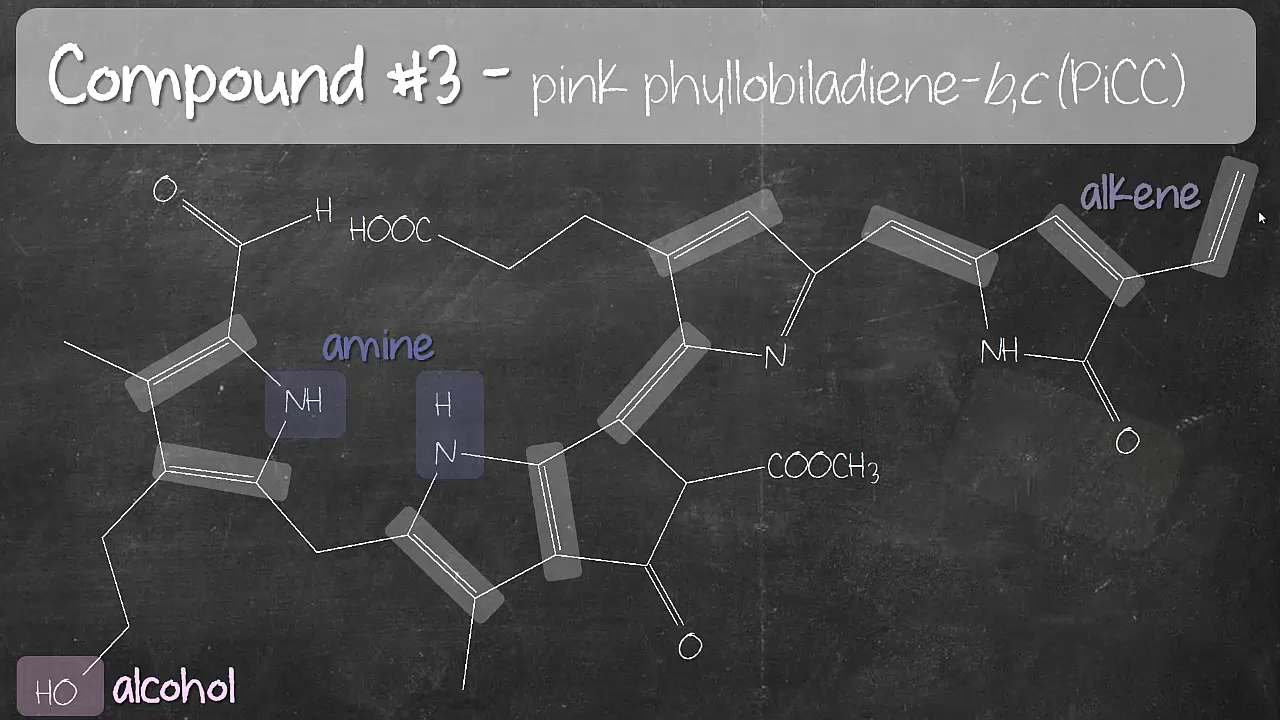 Compound #3 - pink phyllobiladiene-b,c (PiCC)
alkene
O
H
HOOC
amine
N
NH
NH
H
N
O
COOCH3
O
HO
alcohol